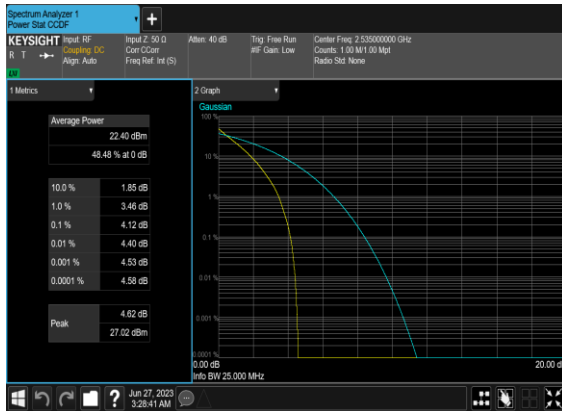 Spectrum Analyzer 1
Power Stat CCDF
KEYSIGHT
R T
LXI
Input: RF
Coupling: DC
Align: Auto
Input Z: 50 Ω
Corr CCorr
Freq Ref: Int (S)
Atten: 40 dB
Trig: Free Run
#IF Gain: Low
Center Freq: 2.535000000 GHz
Counts: 1.00 M/1.00 Mpt
Radio Std: None
1 Metrics
Average Power
22.40 dBm
48.48 % at 0 dB
10.0 % 1.85 dB
1.0 % 3.46 dB
0.1 % 4.12 dB
0.01 % 4.40 dB
0.001 % 4.53 dB
0.0001 % 4.58 dB
Peak
4.62 dB
27.02 dBm
2 Graph
Gaussian
100 %
10 %
1 %
0.1 %
0.01 %
0.001 %
0.0001 %
0.00 dB
20.00 d
Info BW 25.000 MHz
?
Jun 27, 2023
3:28:41 AM